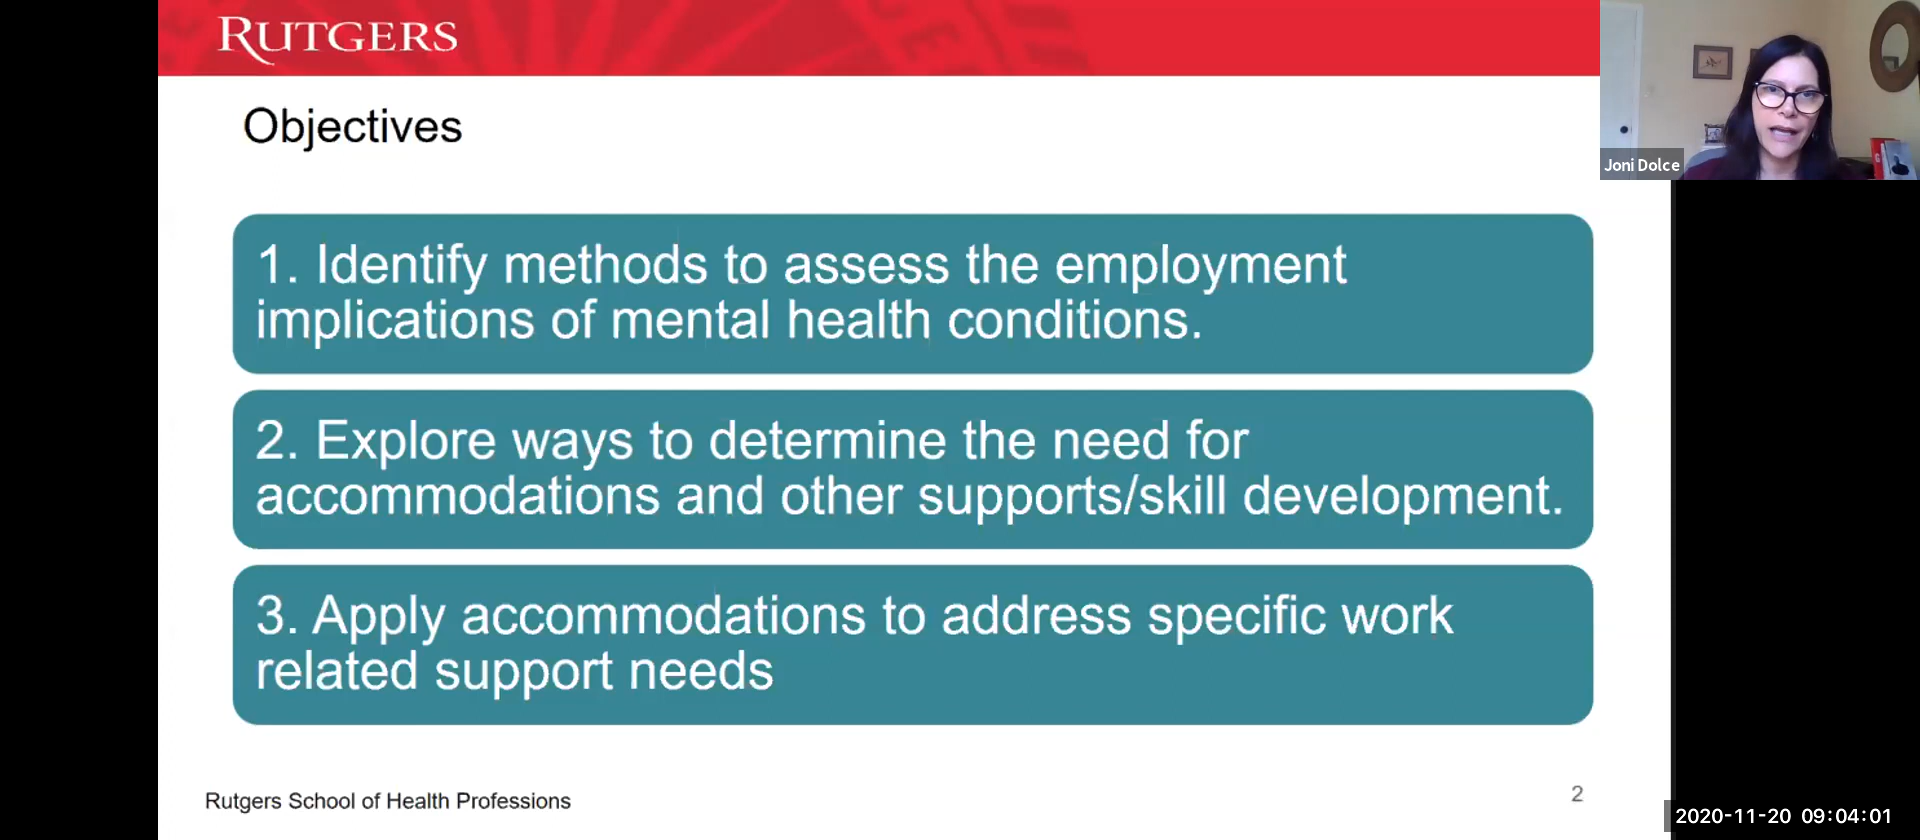 RUTGERS
Objectives
Joni Dolce
1. Identify methods to assess the employment
implications of mental health conditions.
2. Explore ways to determine the need for
accommodations and other supports/skill development.
3. Apply accommodations to address specific work
related support needs
Rutgers School of Health Professions
2
2020-11-20 09:04:01